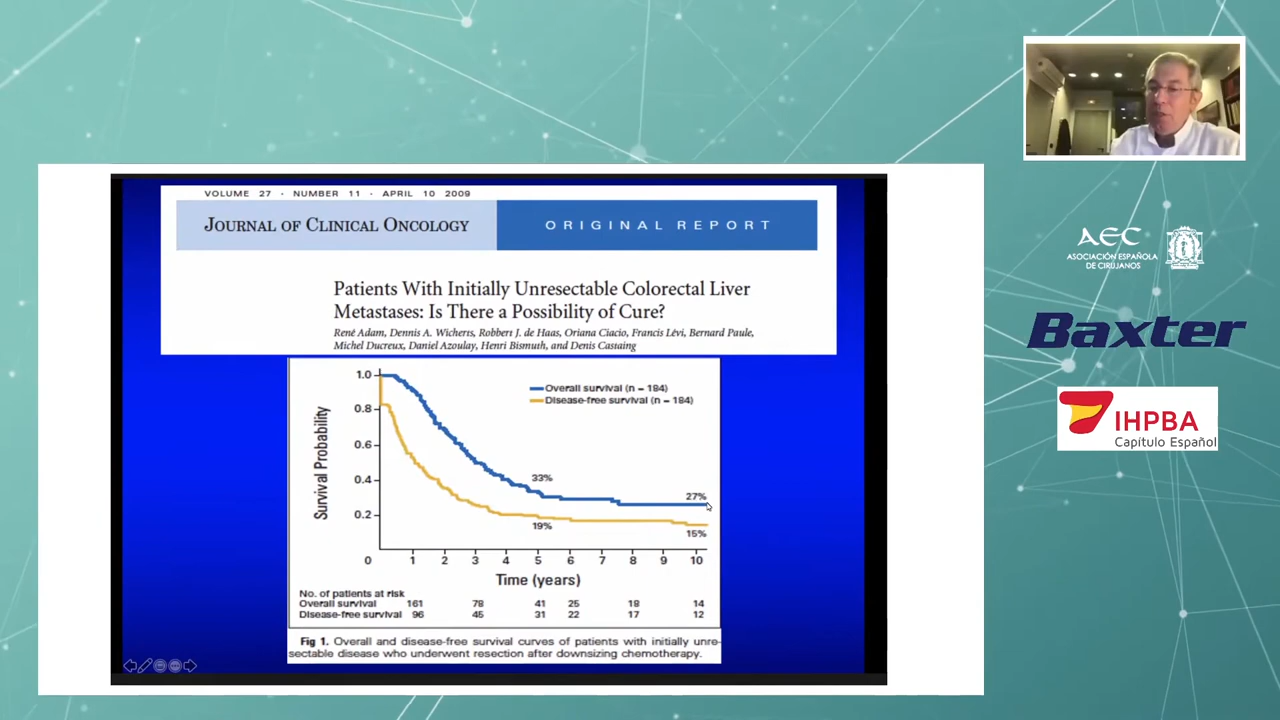 VOLUME 27 · NUMBER 11 · APRIL 10 2009
JOURNAL OF CLINICAL ONCOLOGY
ORIGINAL REPORT
Patients With Initially Unresectable Colorectal Liver
Metastases: Is There a Possibility of Cure?
René Adam, Dennis A. Wicherts, Robbert J. de Haas, Oriana Ciacio, Francis Lévi, Bernard Paule,
Michel Ducreux, Daniel Azoulay, Henri Bismuth, and Denis Castaing
1.0
0.8
0.6
0.4
0.2
0
Survival Probability
Overall survival (n = 184)
Disease-free survival (n = 184)
33%
27%
19%
15%
1 2 3 4 5 6 7 8 9 10
Time (years)
No. of patients at risk
Overall survival 161 78 41 25 18 14
Disease-free survival 96 45 31 22 17 12
Fig 1. Overall and disease-free survival curves of patients with initially unre-
sectable disease who underwent resection after downsizing chemotherapy.
AEC
ASOCIACIÓN ESPAÑOLA
DE CIRUJANOS
Baxter
IHPBA
Capítulo Español